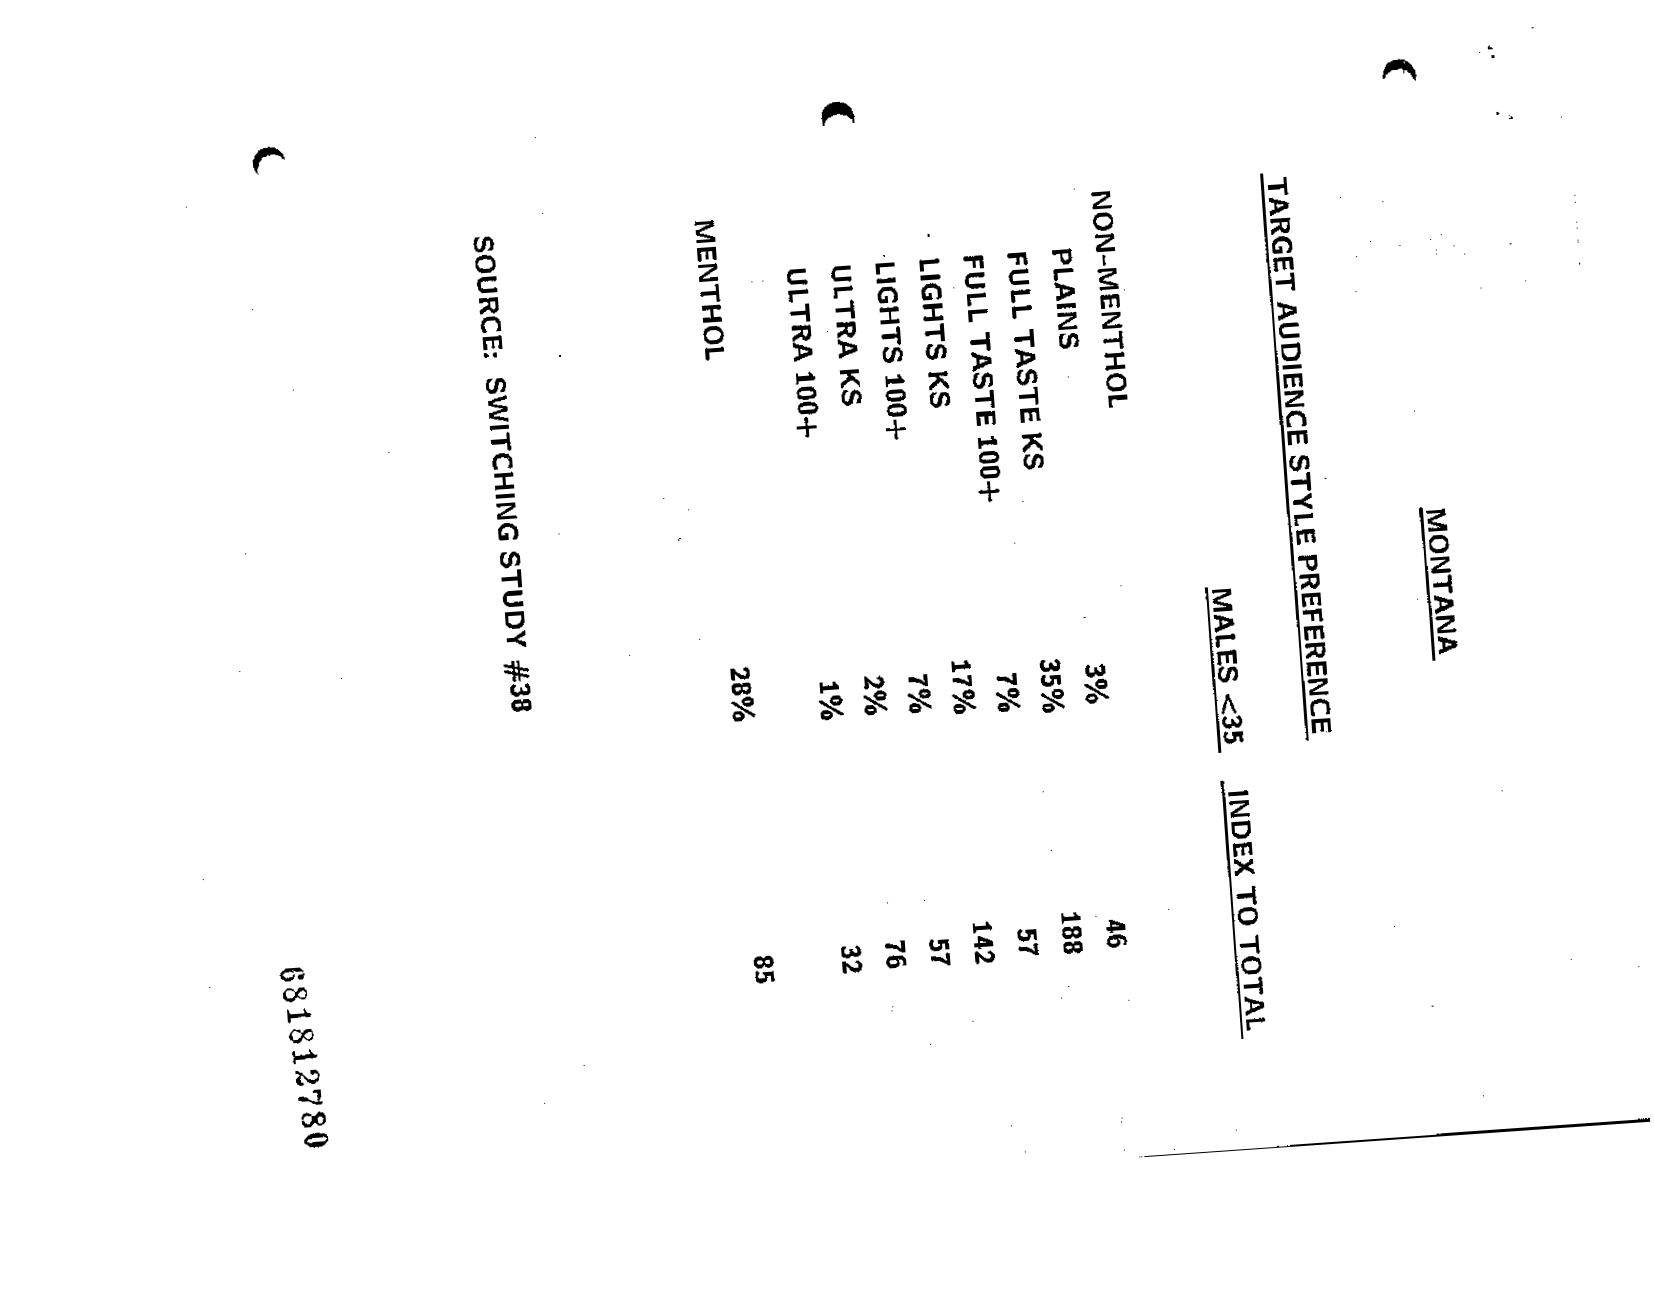 MONTANA
TARGET AUDIENCE STYLE PREFERENCE
MALES <35 INDEX TO TOTAL
NON-MENTHOL
PLAINS 3% 46
FULL TASTE KS 35% 188
FULL TASTE 100+ 7% 57
LIGHTS KS 17% 142
LIGHTS 100+ 7% 57
ULTRA KS 2% 76
ULTRA 100+ 1% 32
MENTHOL 28% 85
SOURCE: SWITCHING STUDY #38
681812780